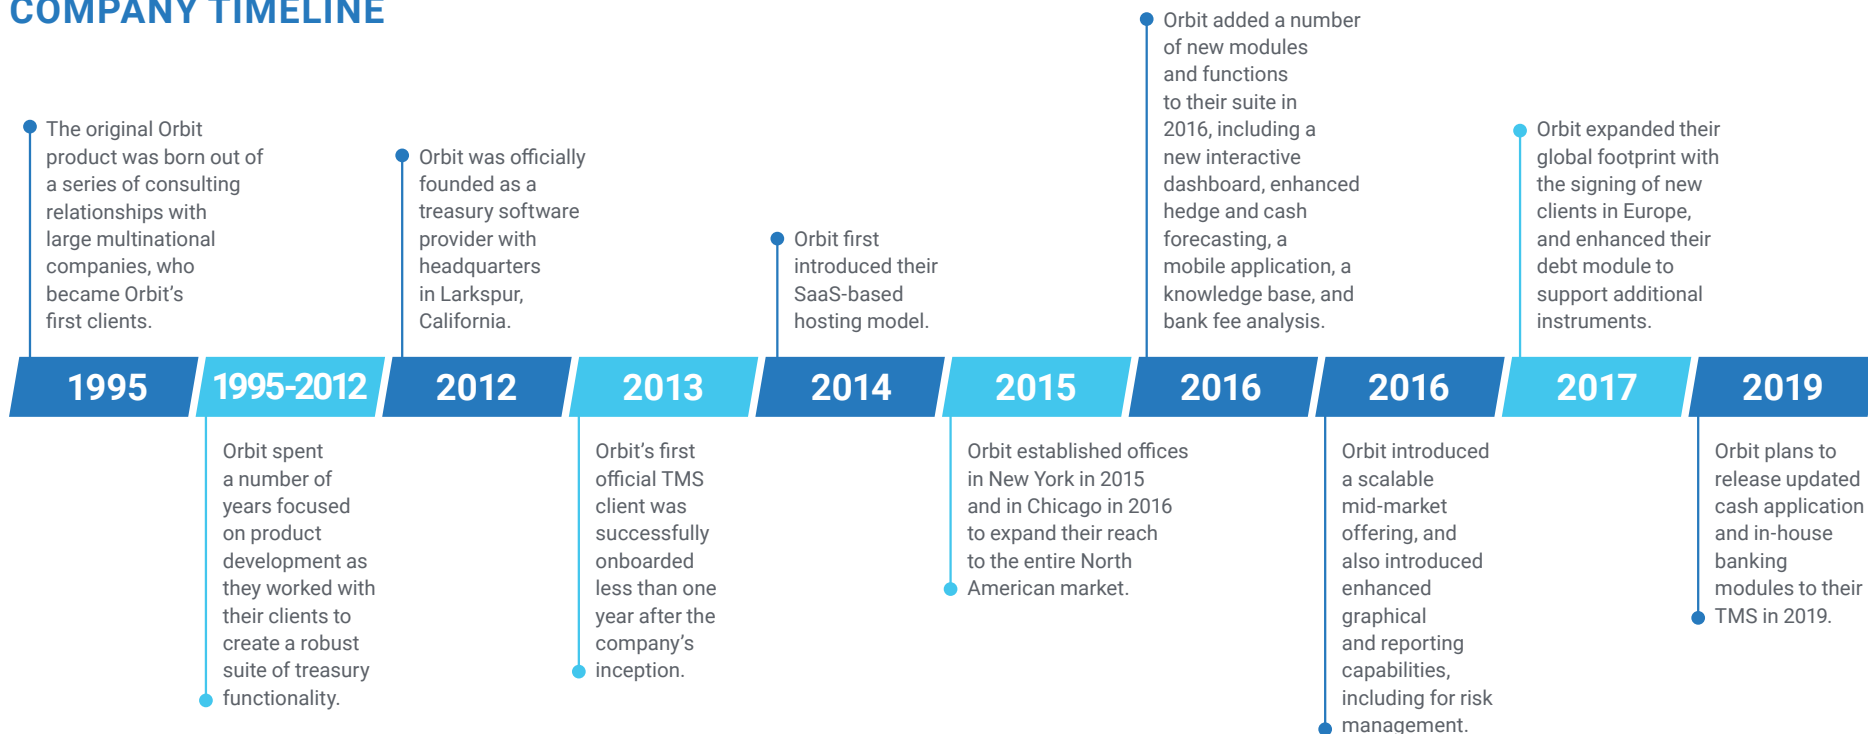 COMPANY TIMELINE
The original Orbit
product was born out of
a series of consulting
relationships with
large multinational
companies, who
became Orbit's
first clients.
1995
1995-2012
Orbit spent
a number of
years focused
on product
development as
they worked with
their clients to
create a robust
suite of treasury
functionality.
Orbit was officially
founded as a
treasury software
provider with
headquarters
in Larkspur,
California.
2012
2013
Orbit's first
official TMS
client was
successfully
onboarded
less than one
year after the
company's
inception.
Orbit first
introduced their
SaaS-based
hosting model.
2014
2015
Orbit established offices
in New York in 2015
and in Chicago in 2016
to expand their reach
to the entire North
American market.
Orbit added a number
of new modules
and functions
to their suite in
2016, including a
new interactive
dashboard, enhanced
hedge and cash
forecasting, a
mobile application, a
knowledge base, and
bank fee analysis.
2016
2016
Orbit introduced
a scalable
mid-market
offering, and
also introduced
enhanced
graphical
and reporting
capabilities,
including for risk
management.
Orbit expanded their
global footprint with
the signing of new
clients in Europe,
and enhanced their
debt module to
support additional
instruments.
2017
2019
Orbit plans to
release updated
cash application
and in-house
banking
modules to their
TMS in 2019.